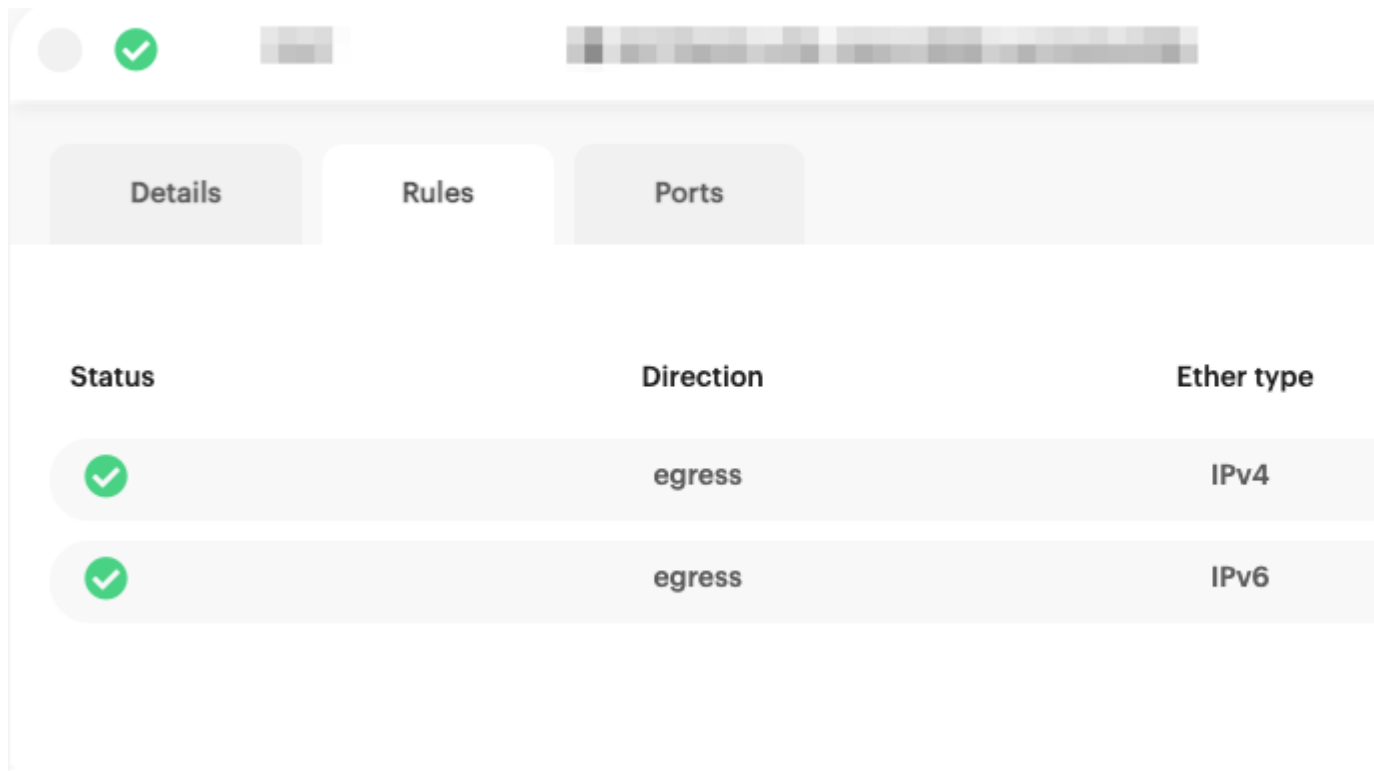 Details Rules Ports
Status Direction Ether type
egress IPv4
egress IPv6